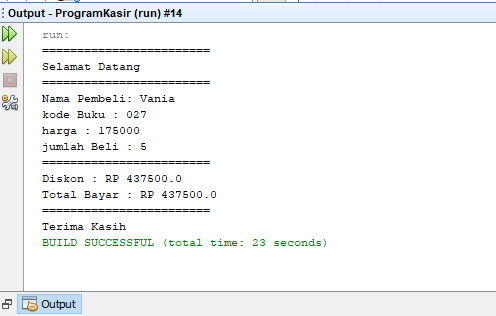 Output - ProgramKasir (run) #14
run:
========================
Selamat Datang
========================
Nama Pembeli: Vania
kode Buku : 027
harga : 175000
jumlah Beli : 5
========================
Diskon : RP 437500.0
Total Bayar : RP 437500.0
========================
Terima Kasih
BUILD SUCCESSFUL (total time: 23 seconds)
Output